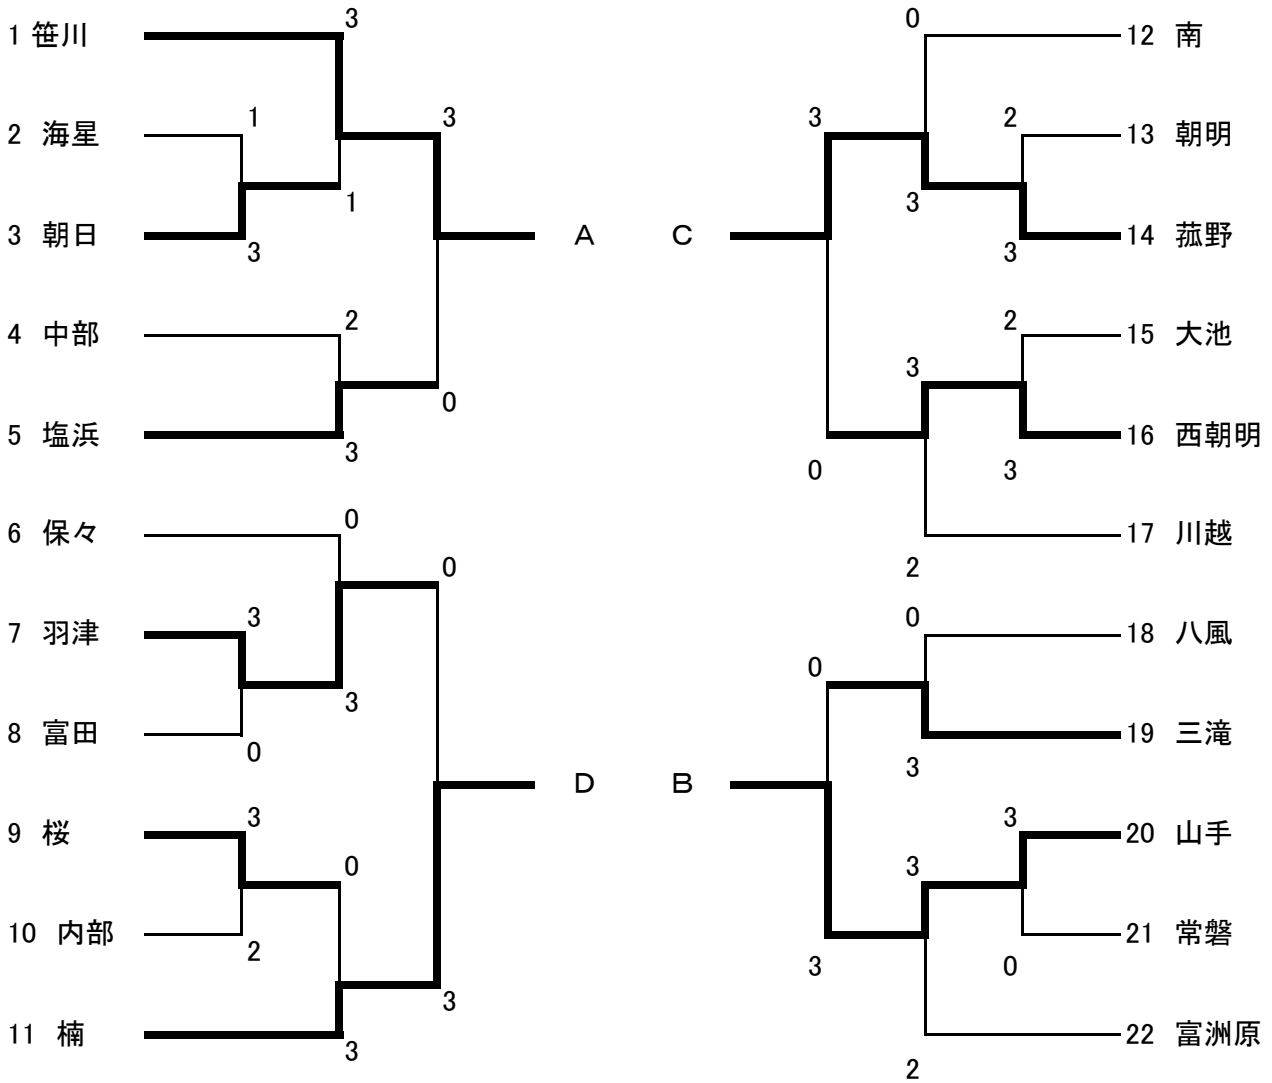 1 笹川
2 海星
3 朝日
4 中部
5 塩浜
6 保々
7 羽津
8 富田
9 桜
10 内部
11 楠
3
1
3
1
2
3
0
3
0
3
2
0
3
3
0
0
3
A
D
C
B
3
0
0
3
0
3
3
2
0
3
3
2
2
3
2
3
3
0
12 南
13 朝明
14 菰野
15 大池
16 西朝明
17 川越
18 八風
19 三滝
20 山手
21 常磐
22 富洲原